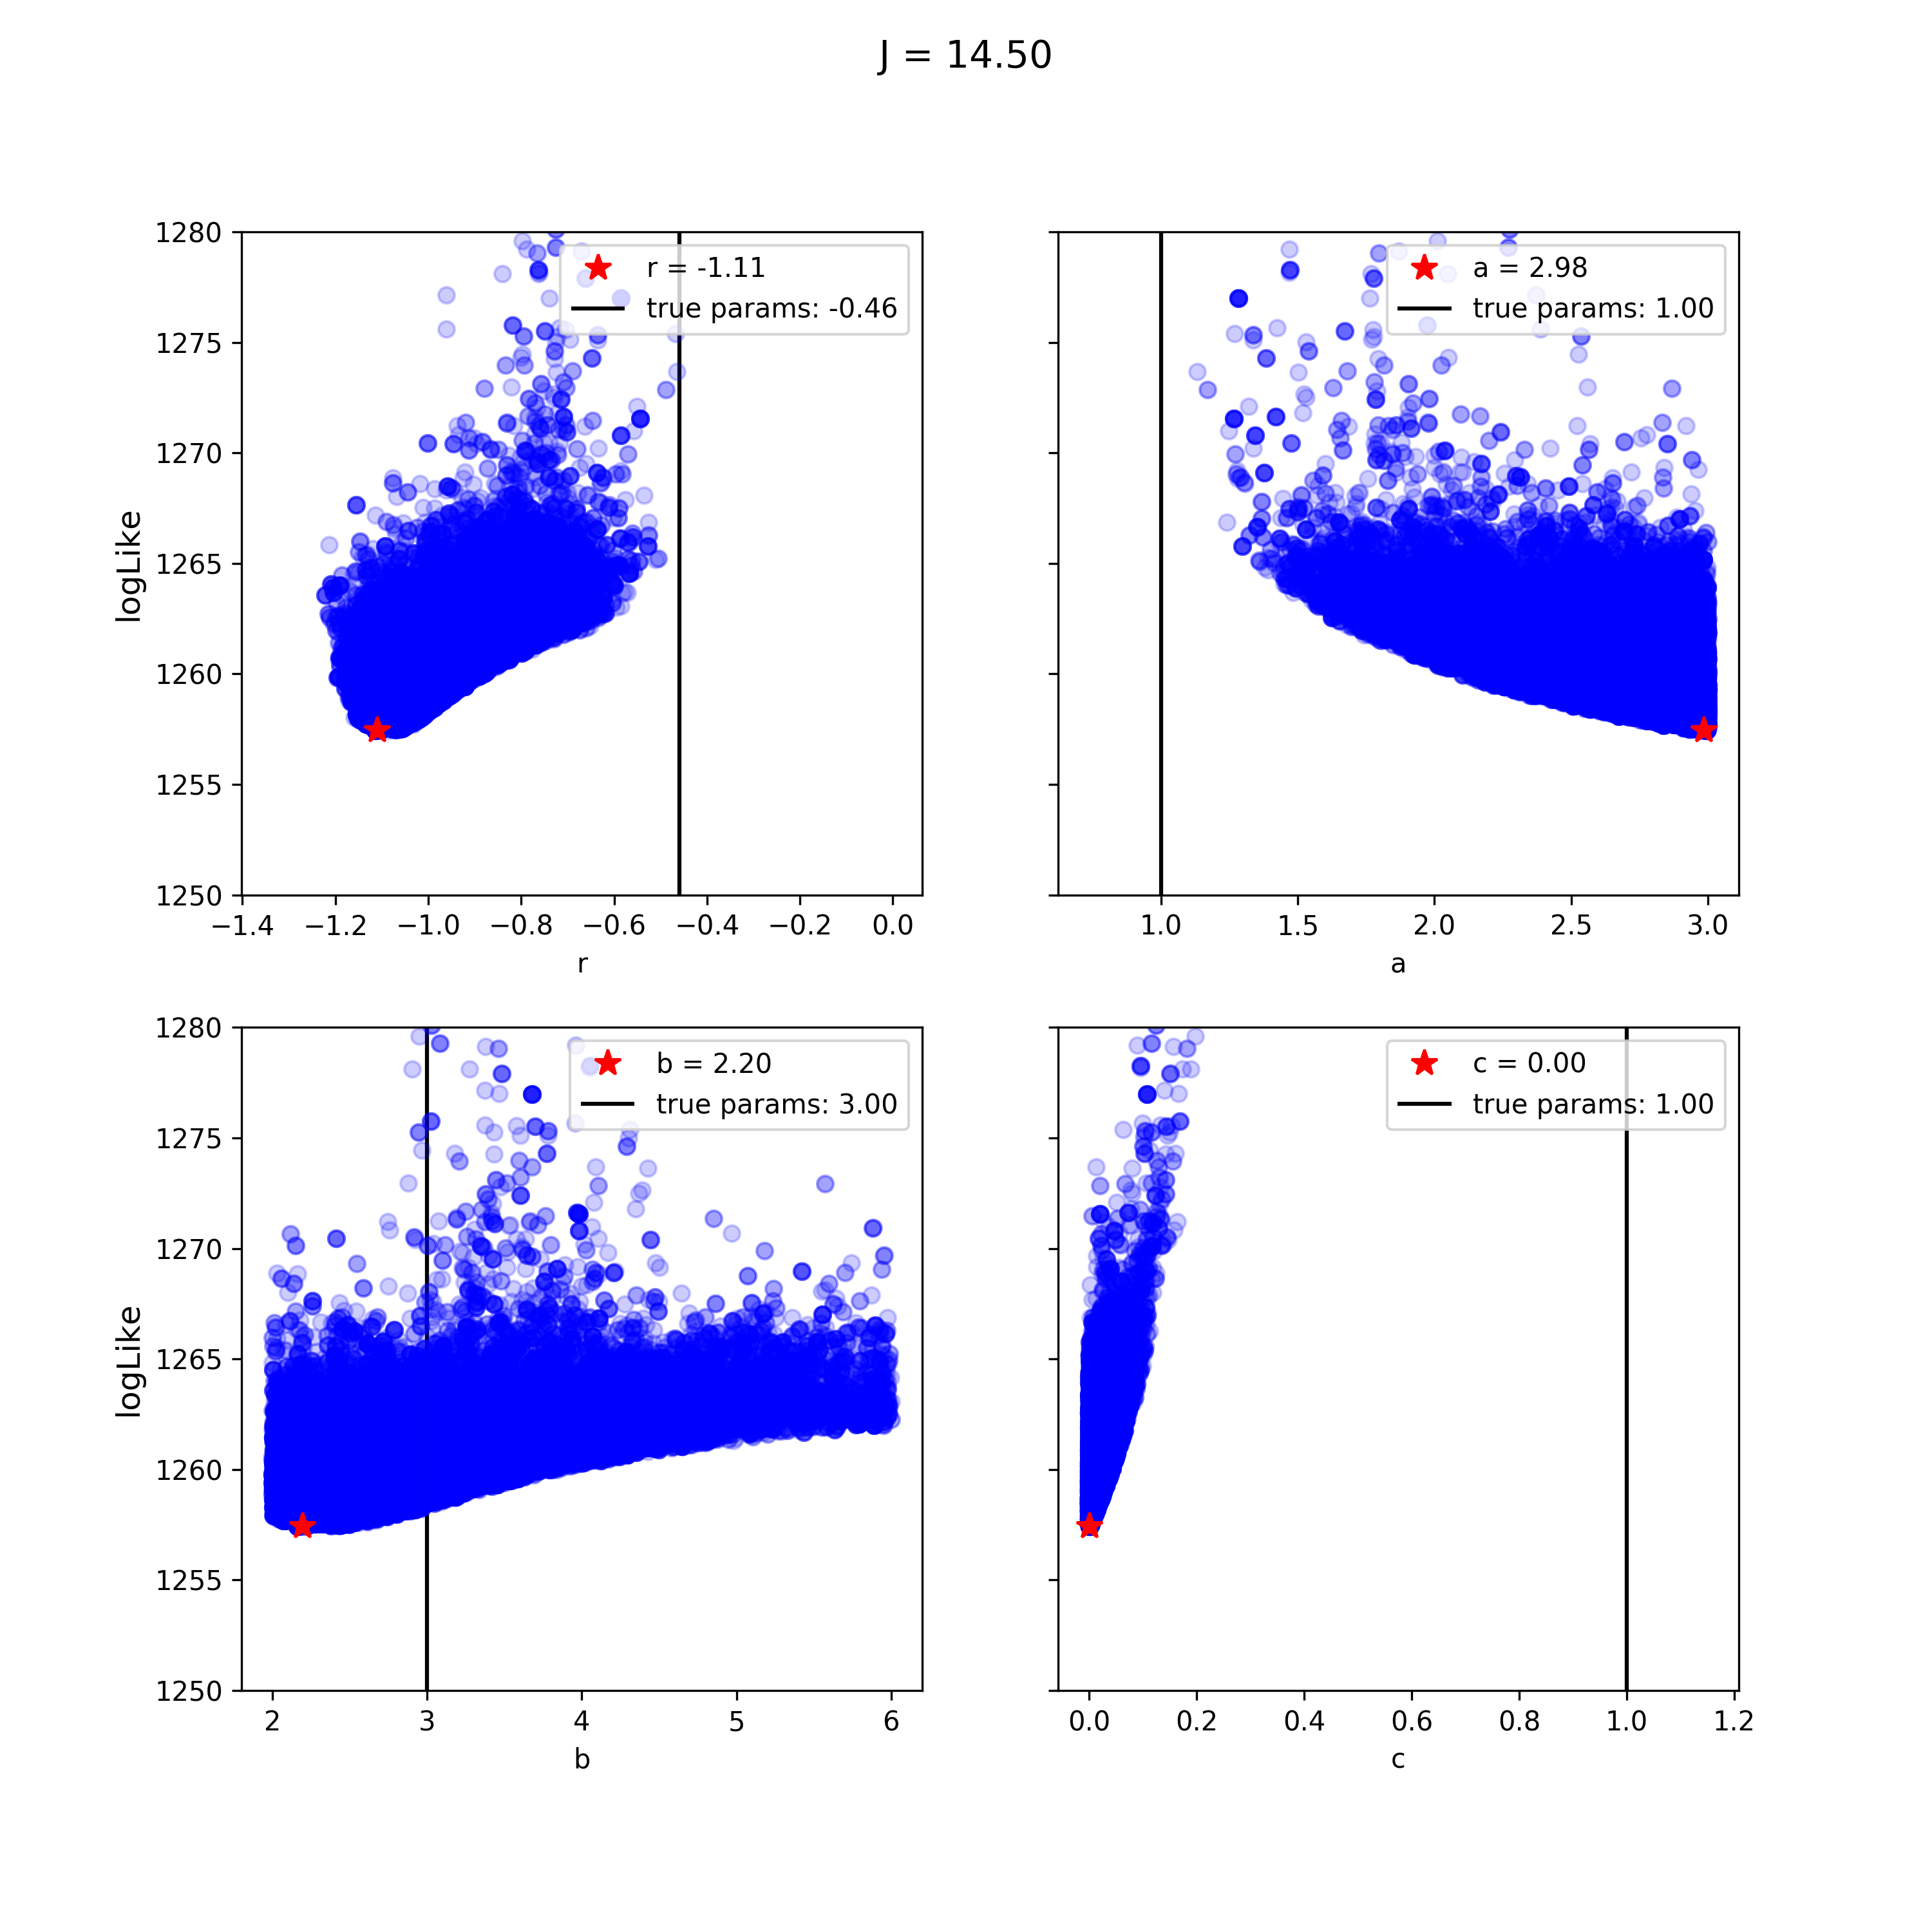 J = 14.50
1280
1275
1270
1265
1260
1255
1250
logLike
r = -1.11
true params: -0.46
−1.4 −1.2 −1.0 −0.8 −0.6 −0.4 −0.2 0.0
r
a = 2.98
true params: 1.00
1.0 1.5 2.0 2.5 3.0
a
1280
1275
1270
1265
1260
1255
1250
logLike
b = 2.20
true params: 3.00
2 3 4 5 6
b
c = 0.00
true params: 1.00
0.0 0.2 0.4 0.6 0.8 1.0 1.2
c